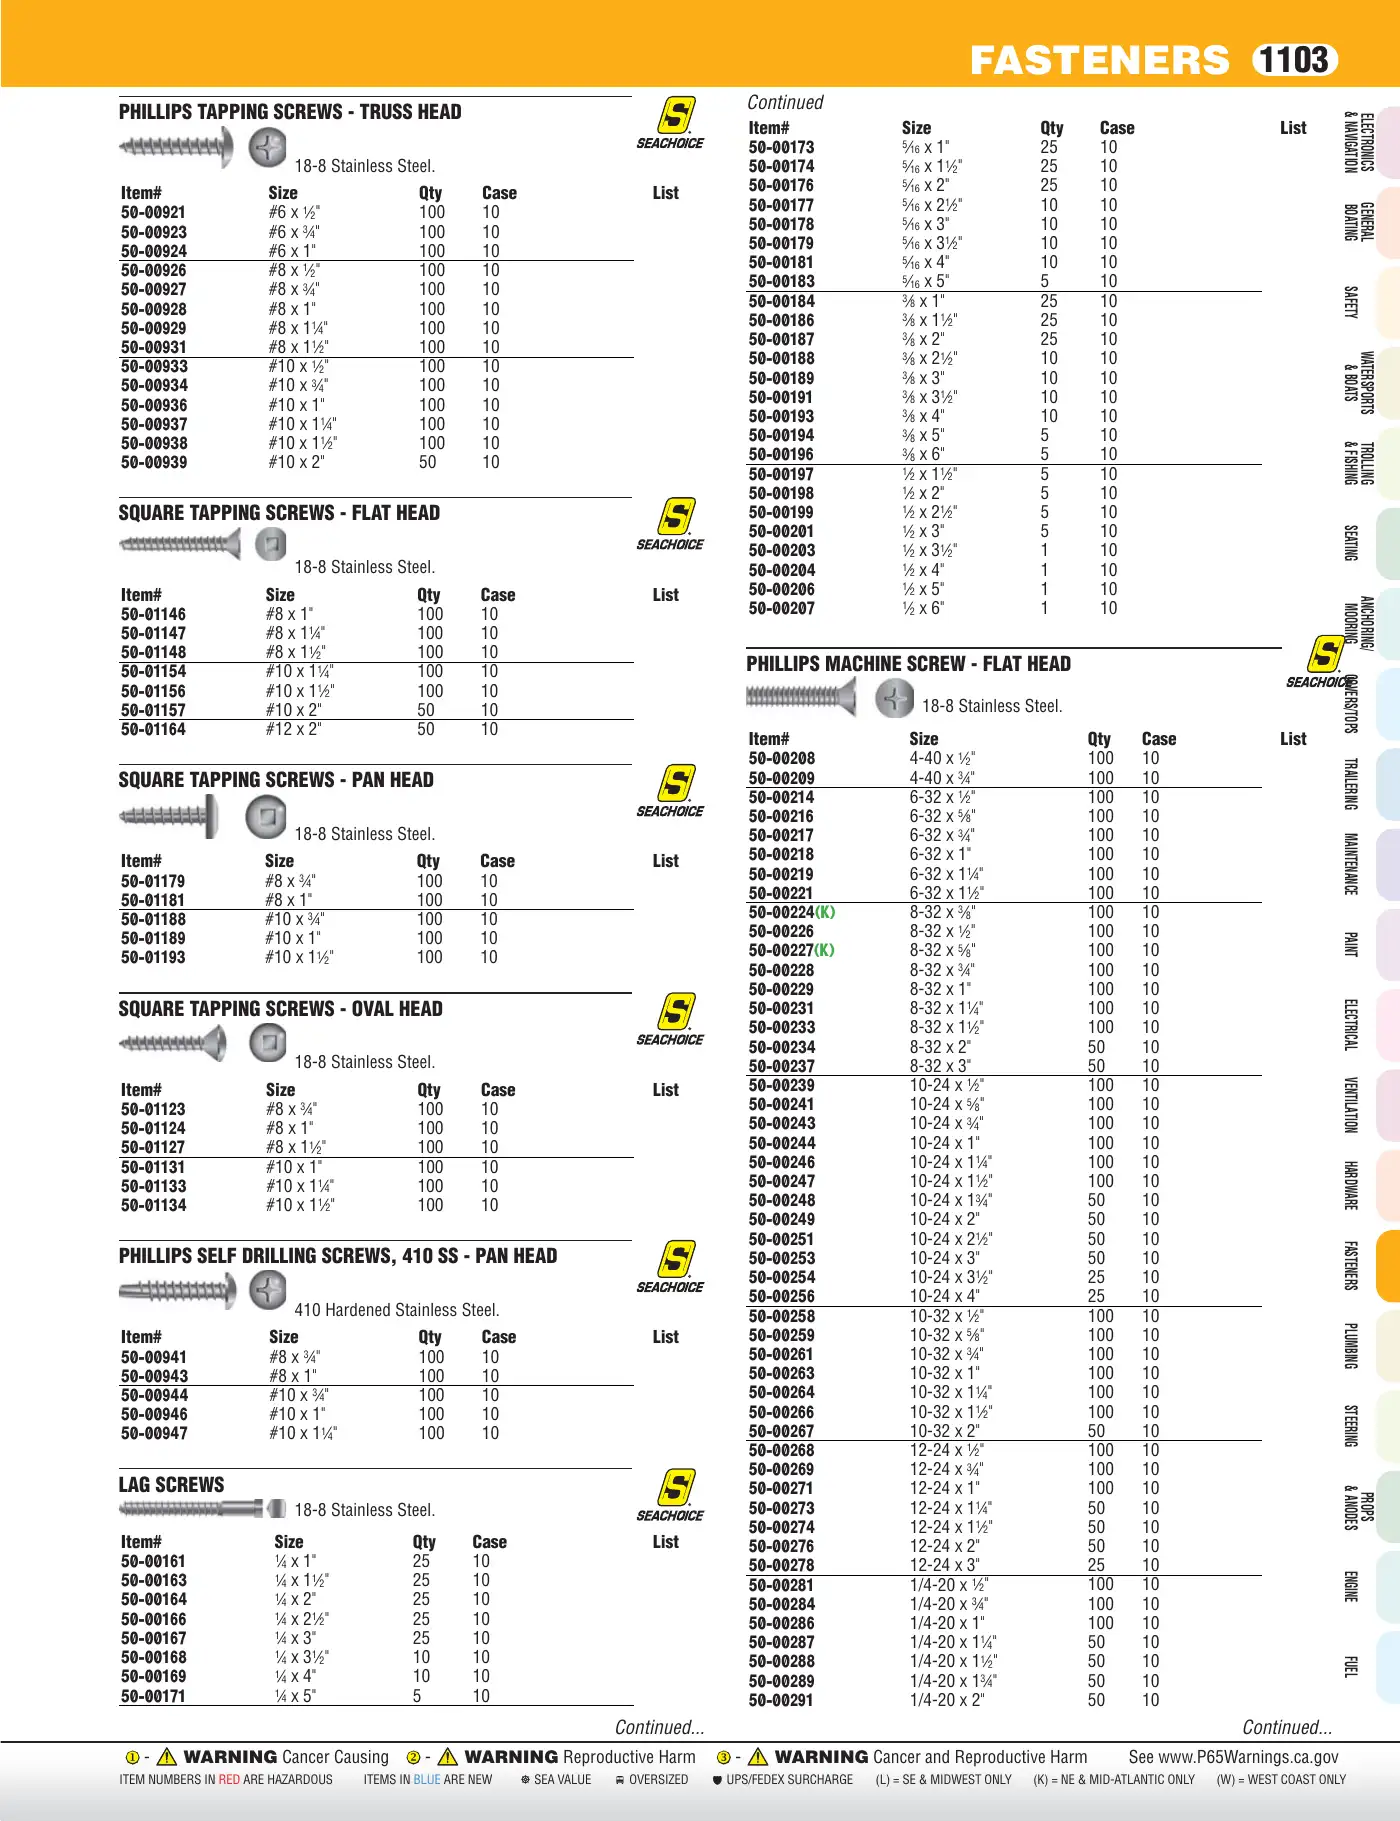 FASTENERS 1103
PHILLIPS TAPPING SCREWS - TRUSS HEAD
SEACHOICE
18-8 Stainless Steel.
Item# Size Qty Case List
50-00921 #6 x ½" 100 10
50-00923 #6 x ¾" 100 10
50-00924 #6 x 1" 100 10
50-00926 #8 x ½" 100 10
50-00927 #8 x ¾" 100 10
50-00928 #8 x 1" 100 10
50-00929 #8 x 1¼" 100 10
50-00931 #8 x 1½" 100 10
50-00933 #10 x ½" 100 10
50-00934 #10 x ¾" 100 10
50-00936 #10 x 1" 100 10
50-00937 #10 x 1¼" 100 10
50-00938 #10 x 1½" 100 10
50-00939 #10 x 2" 50 10
SQUARE TAPPING SCREWS - FLAT HEAD
SEACHOICE
18-8 Stainless Steel.
Item# Size Qty Case List
50-01146 #8 x 1" 100 10
50-01147 #8 x 1¼" 100 10
50-01148 #8 x 1½" 100 10
50-01154 #10 x 1¼" 100 10
50-01156 #10 x 1½" 100 10
50-01157 #10 x 2" 50 10
50-01164 #12 x 2" 50 10
SQUARE TAPPING SCREWS - PAN HEAD
SEACHOICE
18-8 Stainless Steel.
Item# Size Qty Case List
50-01179 #8 x ¾" 100 10
50-01181 #8 x 1" 100 10
50-01188 #10 x ¾" 100 10
50-01189 #10 x 1" 100 10
50-01193 #10 x 1½" 100 10
SQUARE TAPPING SCREWS - OVAL HEAD
SEACHOICE
18-8 Stainless Steel.
Item# Size Qty Case List
50-01123 #8 x ¾" 100 10
50-01124 #8 x 1" 100 10
50-01127 #8 x 1½" 100 10
50-01131 #10 x 1" 100 10
50-01133 #10 x 1¼" 100 10
50-01134 #10 x 1½" 100 10
PHILLIPS SELF DRILLING SCREWS, 410 SS - PAN HEAD
SEACHOICE
410 Hardened Stainless Steel.
Item# Size Qty Case List
50-00941 #8 x ¾" 100 10
50-00943 #8 x 1" 100 10
50-00944 #10 x ¾" 100 10
50-00946 #10 x 1" 100 10
50-00947 #10 x 1¼" 100 10
LAG SCREWS
SEACHOICE
18-8 Stainless Steel.
Item# Size Qty Case List
50-00161 ¼ x 1" 25 10
50-00163 ¼ x 1½" 25 10
50-00164 ¼ x 2" 25 10
50-00166 ¼ x 2½" 25 10
50-00167 ¼ x 3" 25 10
50-00168 ¼ x 3½" 10 10
50-00169 ¼ x 4" 10 10
50-00171 ¼ x 5" 5 10
Continued...
Continued
Item# Size Qty Case List
50-00173 5⁄16 x 1" 25 10
50-00174 5⁄16 x 1½" 25 10
50-00176 5⁄16 x 2" 25 10
50-00177 5⁄16 x 2½" 10 10
50-00178 5⁄16 x 3" 10 10
50-00179 5⁄16 x 3½" 10 10
50-00181 5⁄16 x 4" 10 10
50-00183 5⁄16 x 5" 5 10
50-00184 ⅜ x 1" 25 10
50-00186 ⅜ x 1½" 25 10
50-00187 ⅜ x 2" 25 10
50-00188 ⅜ x 2½" 10 10
50-00189 ⅜ x 3" 10 10
50-00191 ⅜ x 3½" 10 10
50-00193 ⅜ x 4" 10 10
50-00194 ⅜ x 5" 5 10
50-00196 ⅜ x 6" 5 10
50-00197 ½ x 1½" 5 10
50-00198 ½ x 2" 5 10
50-00199 ½ x 2½" 5 10
50-00201 ½ x 3" 5 10
50-00203 ½ x 3½" 1 10
50-00204 ½ x 4" 1 10
50-00206 ½ x 5" 1 10
50-00207 ½ x 6" 1 10
PHILLIPS MACHINE SCREW - FLAT HEAD
SEACHOICE
18-8 Stainless Steel.
Item# Size Qty Case List
50-00208 4-40 x ½" 100 10
50-00209 4-40 x ¾" 100 10
50-00214 6-32 x ½" 100 10
50-00216 6-32 x ⅝" 100 10
50-00217 6-32 x ¾" 100 10
50-00218 6-32 x 1" 100 10
50-00219 6-32 x 1¼" 100 10
50-00221 6-32 x 1½" 100 10
50-00224(K) 8-32 x ⅜" 100 10
50-00226 8-32 x ½" 100 10
50-00227(K) 8-32 x ⅝" 100 10
50-00228 8-32 x ¾" 100 10
50-00229 8-32 x 1" 100 10
50-00231 8-32 x 1¼" 100 10
50-00233 8-32 x 1½" 100 10
50-00234 8-32 x 2" 50 10
50-00237 8-32 x 3" 50 10
50-00239 10-24 x ½" 100 10
50-00241 10-24 x ⅝" 100 10
50-00243 10-24 x ¾" 100 10
50-00244 10-24 x 1" 100 10
50-00246 10-24 x 1¼" 100 10
50-00247 10-24 x 1½" 100 10
50-00248 10-24 x 1¾" 50 10
50-00249 10-24 x 2" 50 10
50-00251 10-24 x 2½" 50 10
50-00253 10-24 x 3" 50 10
50-00254 10-24 x 3½" 25 10
50-00256 10-24 x 4" 25 10
50-00258 10-32 x ½" 100 10
50-00259 10-32 x ⅝" 100 10
50-00261 10-32 x ¾" 100 10
50-00263 10-32 x 1" 100 10
50-00264 10-32 x 1¼" 100 10
50-00266 10-32 x 1½" 100 10
50-00267 10-32 x 2" 50 10
50-00268 12-24 x ½" 100 10
50-00269 12-24 x ¾" 100 10
50-00271 12-24 x 1" 100 10
50-00273 12-24 x 1¼" 50 10
50-00274 12-24 x 1½" 50 10
50-00276 12-24 x 2" 50 10
50-00278 12-24 x 3" 25 10
50-00281 1/4-20 x ½" 100 10
50-00284 1/4-20 x ¾" 100 10
50-00286 1/4-20 x 1" 100 10
50-00287 1/4-20 x 1¼" 50 10
50-00288 1/4-20 x 1½" 50 10
50-00289 1/4-20 x 1¾" 50 10
50-00291 1/4-20 x 2" 50 10
Continued...
ELECTRONICS
& NAVIGATION
GENERAL
BOATING
SAFETY
WATERSPORTS
& BOATS
TROLLING
& FISHING
SEATING
ANCHORING/
MOORING
TRAILERING
MAINTENANCE
PAINT
ELECTRICAL
VENTILATION
HARDWARE
FASTENERS
PLUMBING
STEERING
PROPS
& ANODES
ENGINE
FUEL
① - WARNING Cancer Causing ② - WARNING Reproductive Harm ③ - WARNING Cancer and Reproductive Harm See www.P65Warnings.ca.gov
ITEM NUMBERS IN RED ARE HAZARDOUS ITEMS IN BLUE ARE NEW SEA VALUE OVERSIZED UPS/FEDEX SURCHARGE (L) = SE & MIDWEST ONLY (K) = NE & MID-ATLANTIC ONLY (W) = WEST COAST ONLY